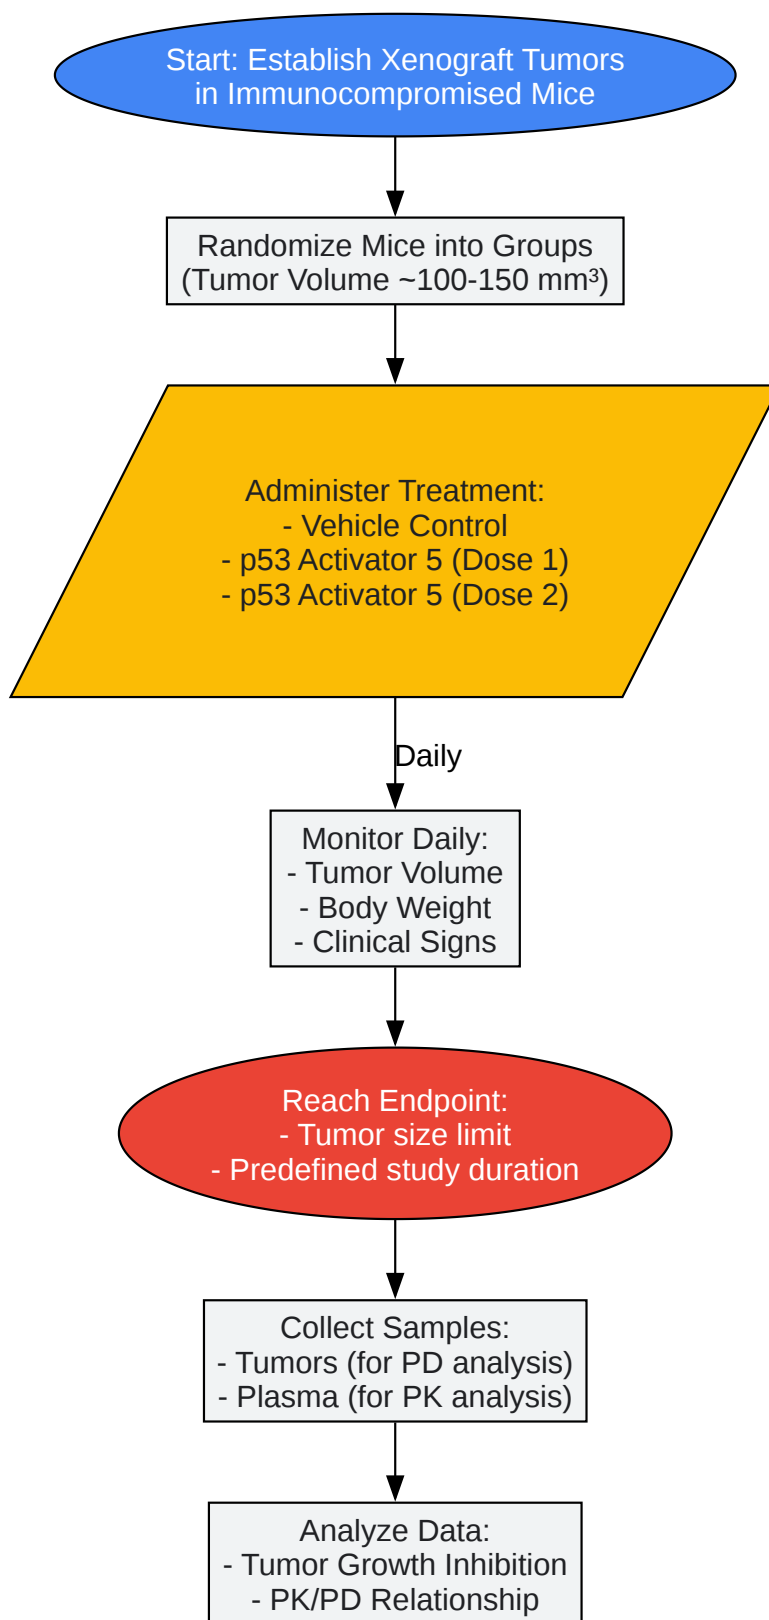 Start: Establish Xenograft Tumors
in Immunocompromised Mice
Randomize Mice into Groups
(Tumor Volume ~100-150 mm³)
Administer Treatment:
- Vehicle Control
- p53 Activator 5 (Dose 1)
- p53 Activator 5 (Dose 2)
Daily
Monitor Daily:
- Tumor Volume
- Body Weight
- Clinical Signs
Reach Endpoint:
- Tumor size limit
- Predefined study duration
Collect Samples:
- Tumors (for PD analysis)
- Plasma (for PK analysis)
Analyze Data:
- Tumor Growth Inhibition
- PK/PD Relationship